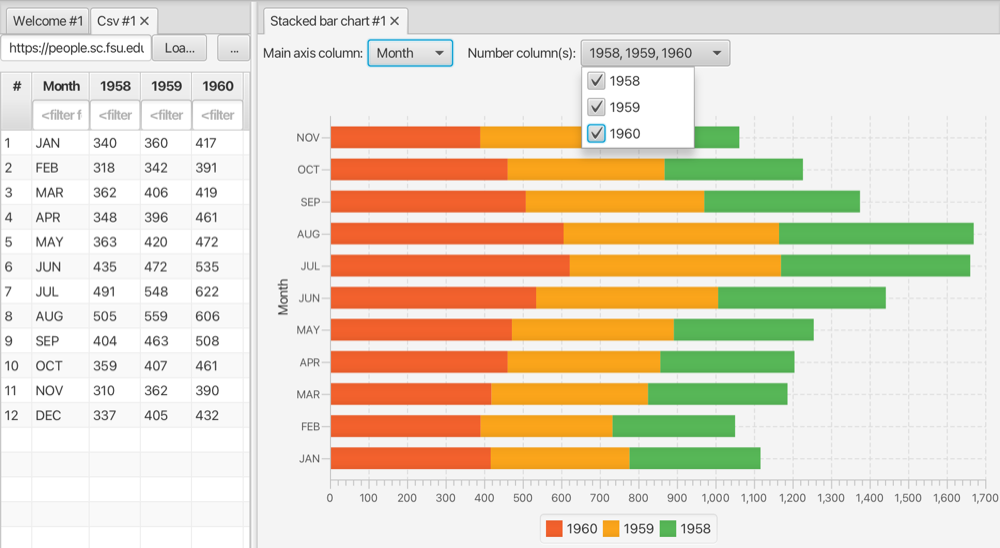 Welcome #1 Csv #1 ✕
https://people.sc.fsu.edu Loa... ...
# Month 1958 1959 1960
<filter f <filter <filter <filter
1 JAN 340 360 417
2 FEB 318 342 391
3 MAR 362 406 419
4 APR 348 396 461
5 MAY 363 420 472
6 JUN 435 472 535
7 JUL 491 548 622
8 AUG 505 559 606
9 SEP 404 463 508
10 OCT 359 407 461
11 NOV 310 362 390
12 DEC 337 405 432
Stacked bar chart #1 ✕
Main axis column: Month Number column(s): 1958, 1959, 1960
1958
1959
1960
NOV
OCT
SEP
AUG
JUL
JUN
MAY
APR
MAR
FEB
JAN
Month
0 100 200 300 400 500 600 700 800 900 1,000 1,100 1,200 1,300 1,400 1,500 1,600 1,700
1960 1959 1958